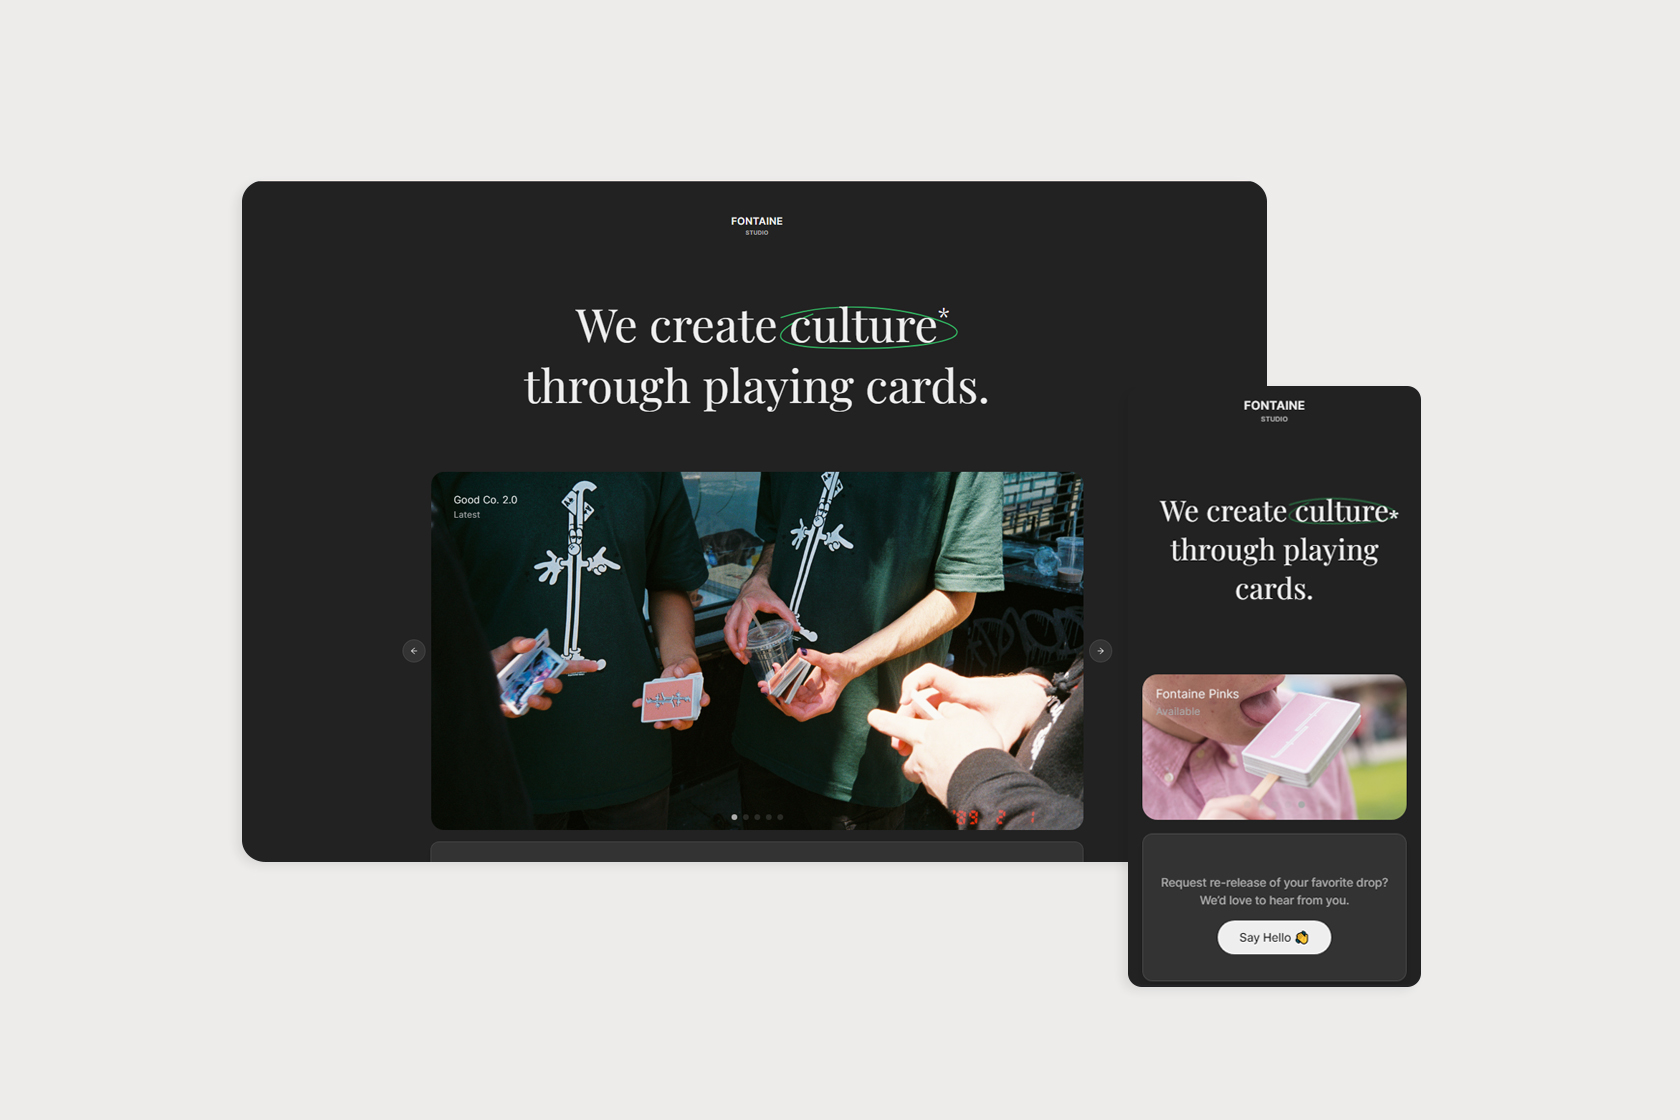 FONTAINE
STUDIO
We create culture*
through playing cards.
Good Co. 2.0
Latest
'89 2 1
FONTAINE
STUDIO
We create culture*
through playing
cards.
Fontaine Pinks
Available
Request re-release of your favorite drop?
We'd love to hear from you.
Say Hello 👏